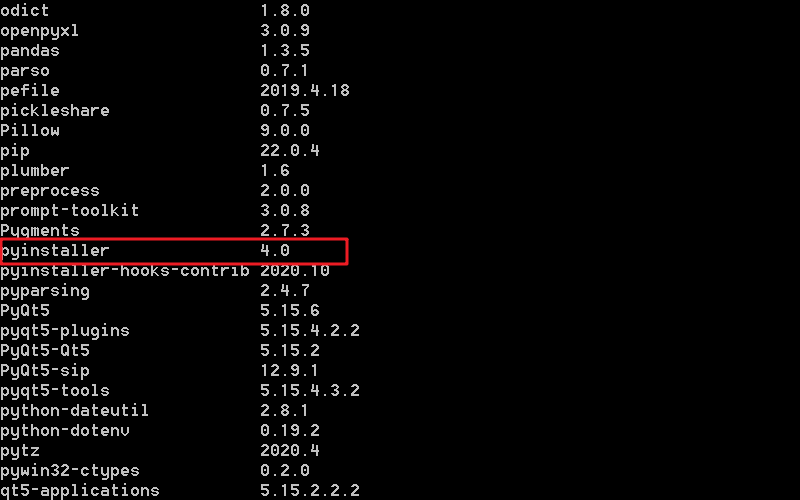 odict 1.8.0
openpyxl 3.0.9
pandas 1.3.5
parso 0.7.1
pefile 2019.4.18
pickleshare 0.7.5
Pillow 9.0.0
pip 22.0.4
plumber 1.6
preprocess 2.0.0
prompt-toolkit 3.0.8
Pygments 2.7.3
pyinstaller 4.0
pyinstaller-hooks-contrib 2020.10
pyparsing 2.4.7
PyQt5 5.15.6
pyqt5-plugins 5.15.4.2.2
PyQt5-Qt5 5.15.2
PyQt5-sip 12.9.1
pyqt5-tools 5.15.4.3.2
python-dateutil 2.8.1
python-dotenv 0.19.2
pytz 2020.4
pywin32-ctypes 0.2.0
qt5-applications 5.15.2.2.2